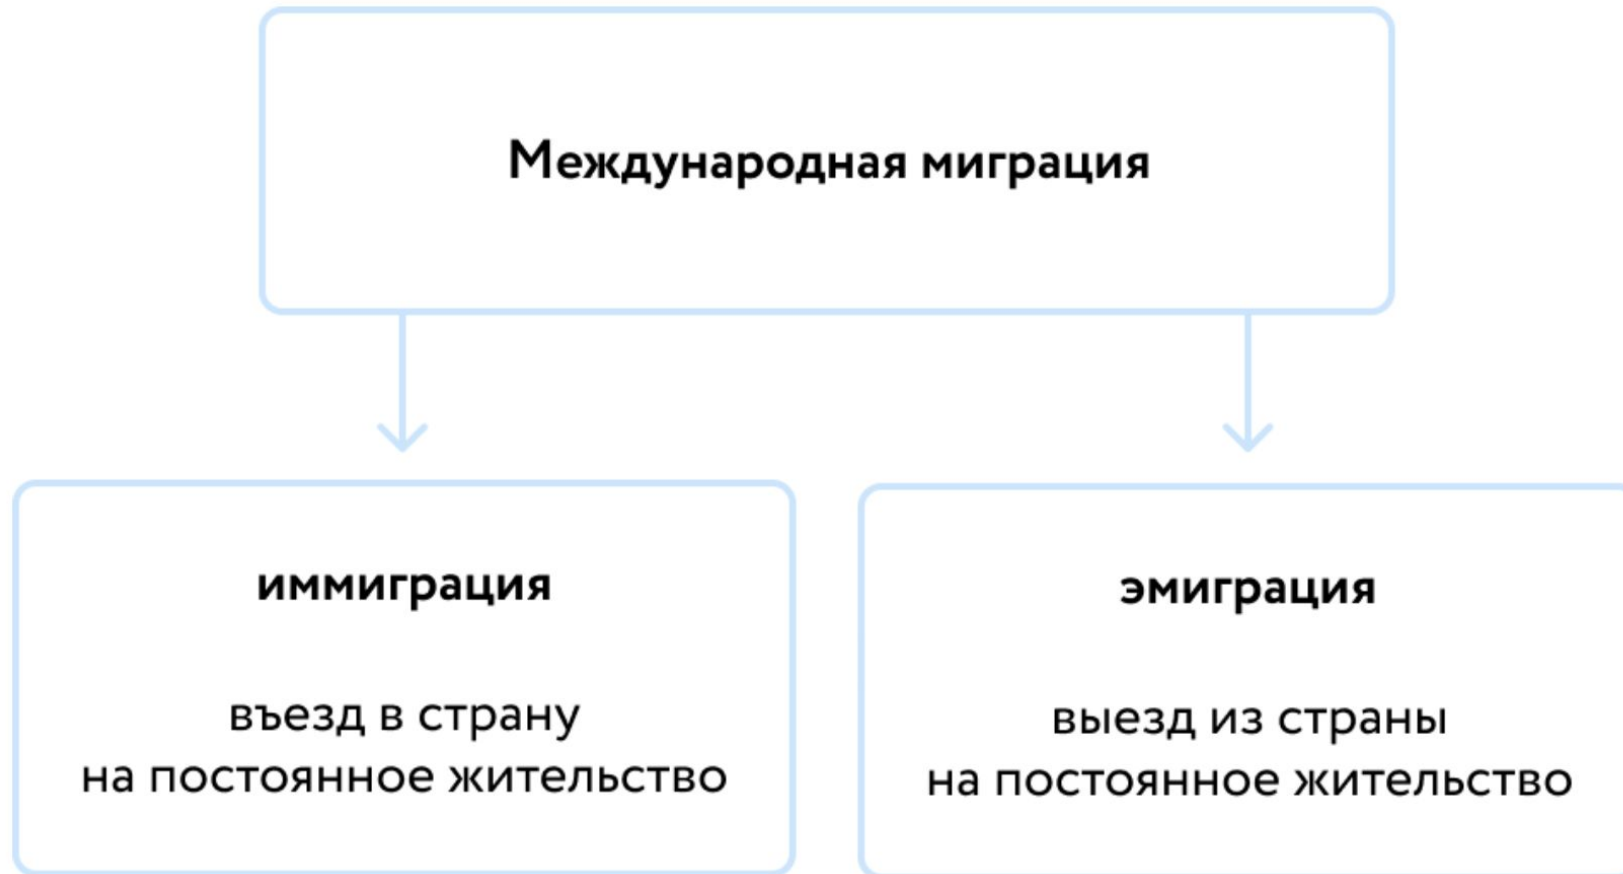 Международная миграция
иммиграция
въезд в страну
на постоянное жительство
эмиграция
выезд из страны
на постоянное жительство